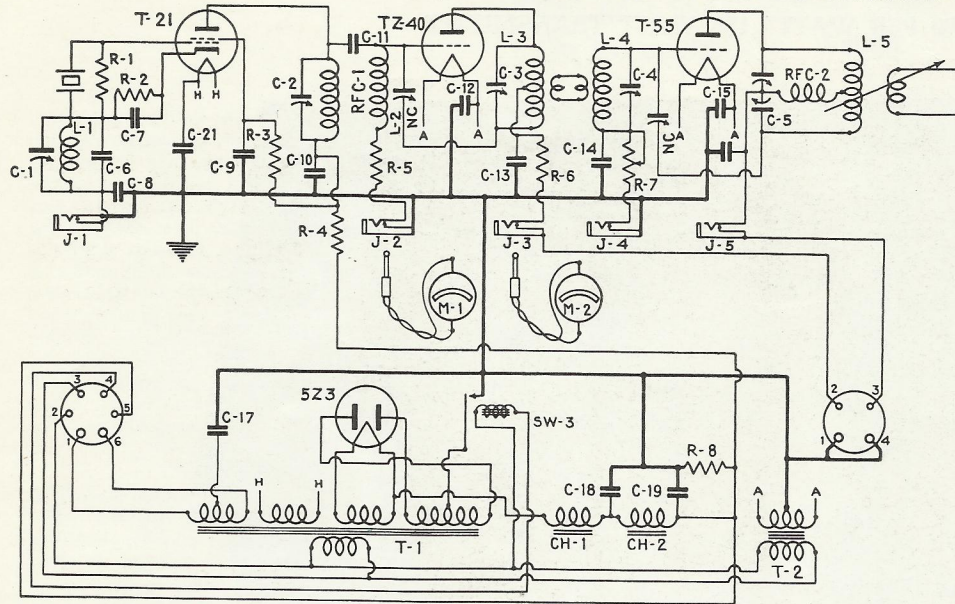 T-21
TZ-40
T-55
C-11
L-3
L-4
L-5
R-1
R-2
C-2
RFC-1
C-3
C-4
RFC-2
C-12
C-15
H
H
A
A
A
A
L-1
C-7
L-2
NC
NC
C-5
C-1
C-6
C-21
R-3
C-9
C-10
R-5
C-13
C-14
R-6
R-7
C-8
J-1
R-4
J-2
J-3
J-4
J-5
M-1
M-2
3
4
2
5
1
6
5Z3
SW-3
C-17
2
3
1
4
R-8
C-18
C-19
H
H
A
A
T-1
CH-1
CH-2
T-2